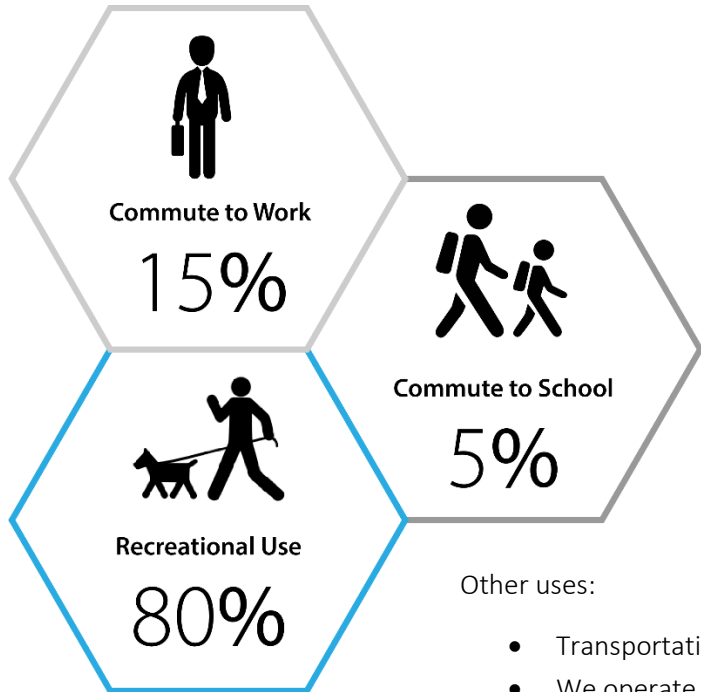 Commute to Work
15%
Commute to School
5%
Recreational Use
80%
Other uses:
• Transportati
• We operate